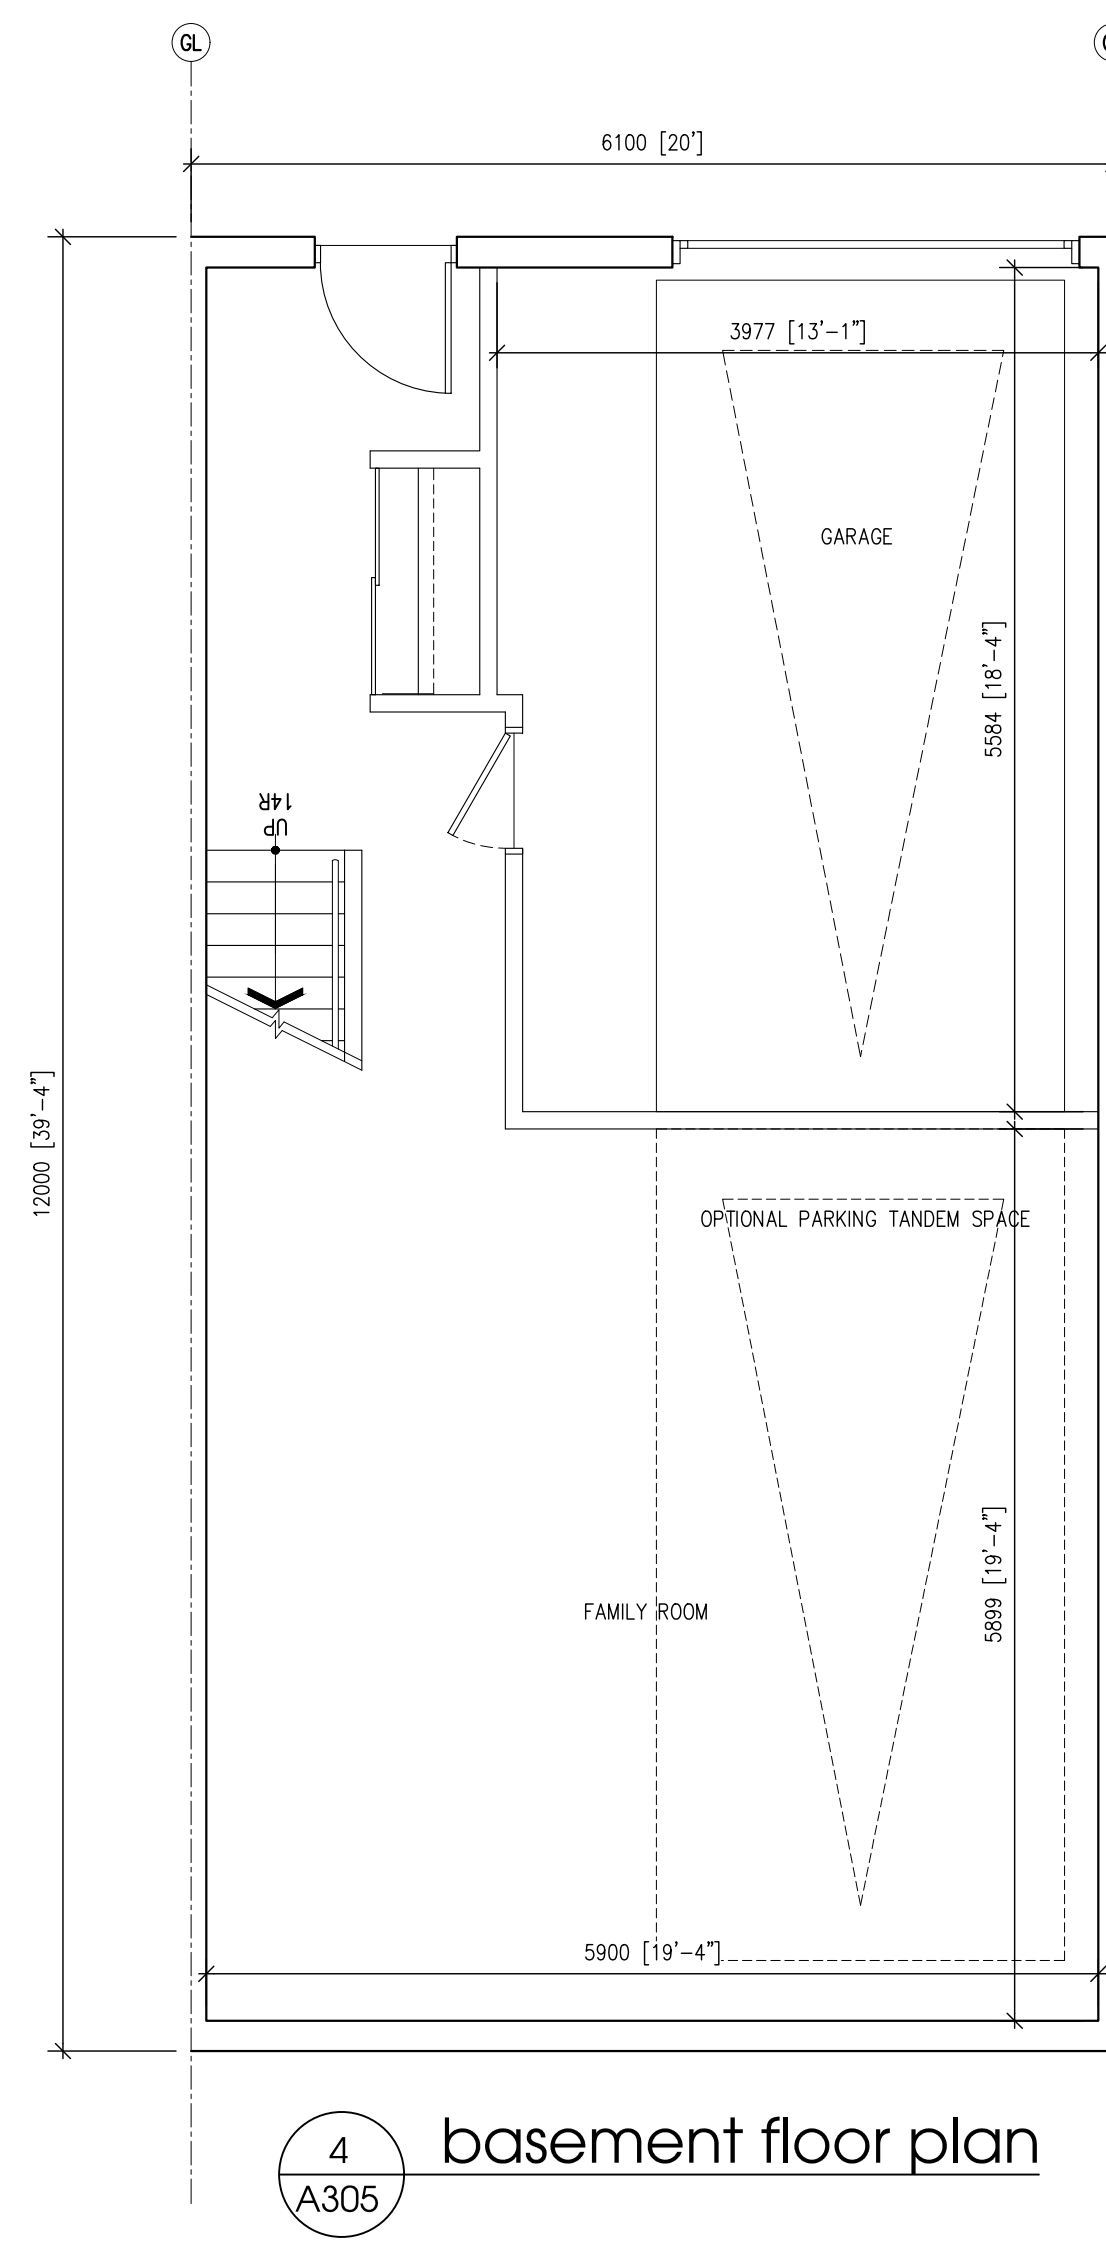 GL
6100 [20']
3977 [13'-1"]
GARAGE
5584 [18'-4"]
UP
14R
12000 [39'-4"]
OPTIONAL PARKING TANDEM SPACE
FAMILY ROOM
5899 [19'-4"]
5900 [19'-4"]
4
A305
basement floor plan